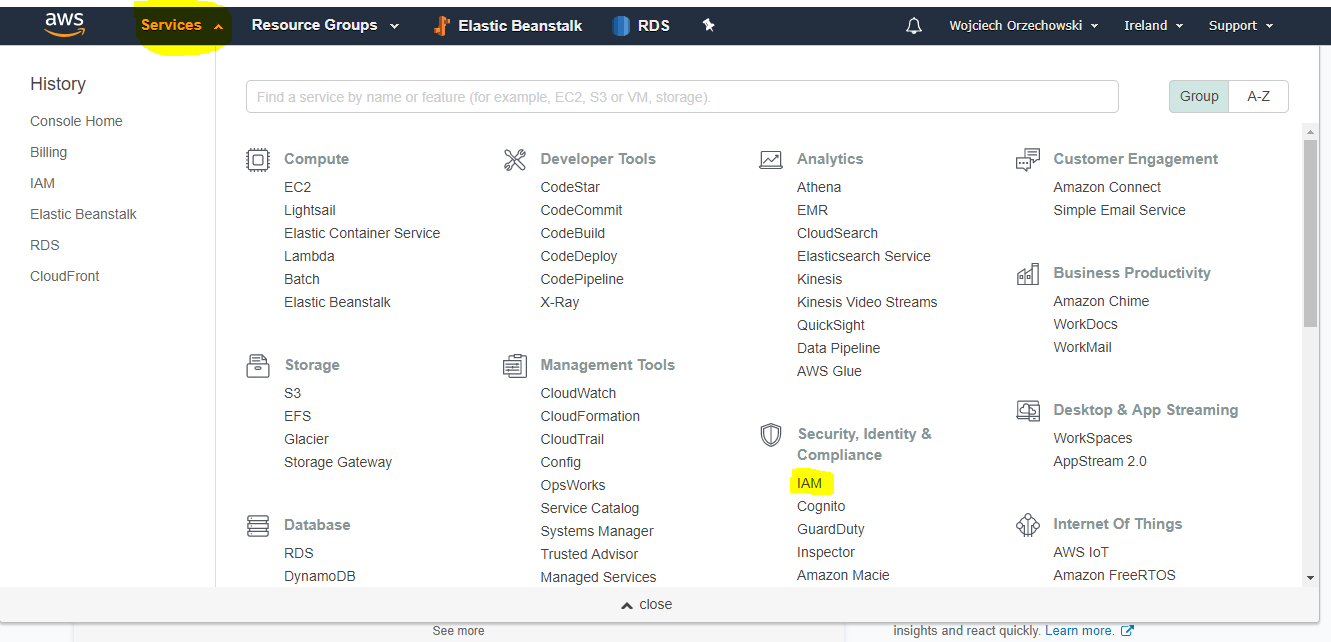 aws
Services
Resource Groups
Elastic Beanstalk
RDS
Wojciech Orzechowski
Ireland
Support
History
Console Home
Billing
IAM
Elastic Beanstalk
RDS
CloudFront
Find a service by name or feature (for example, EC2, S3 or VM, storage).
Group
A-Z
Compute
EC2
Lightsail
Elastic Container Service
Lambda
Batch
Elastic Beanstalk
Storage
S3
EFS
Glacier
Storage Gateway
Database
RDS
DynamoDB
Developer Tools
CodeStar
CodeCommit
CodeBuild
CodeDeploy
CodePipeline
X-Ray
Management Tools
CloudWatch
CloudFormation
CloudTrail
Config
OpsWorks
Service Catalog
Systems Manager
Trusted Advisor
Managed Services
Analytics
Athena
EMR
CloudSearch
Elasticsearch Service
Kinesis
Kinesis Video Streams
QuickSight
Data Pipeline
AWS Glue
Security, Identity &
Compliance
IAM
Cognito
GuardDuty
Inspector
Amazon Macie
Customer Engagement
Amazon Connect
Simple Email Service
Business Productivity
Amazon Chime
WorkDocs
WorkMail
Desktop & App Streaming
WorkSpaces
AppStream 2.0
Internet Of Things
AWS IoT
Amazon FreeRTOS
close
See more
insights and react quickly. Learn more.